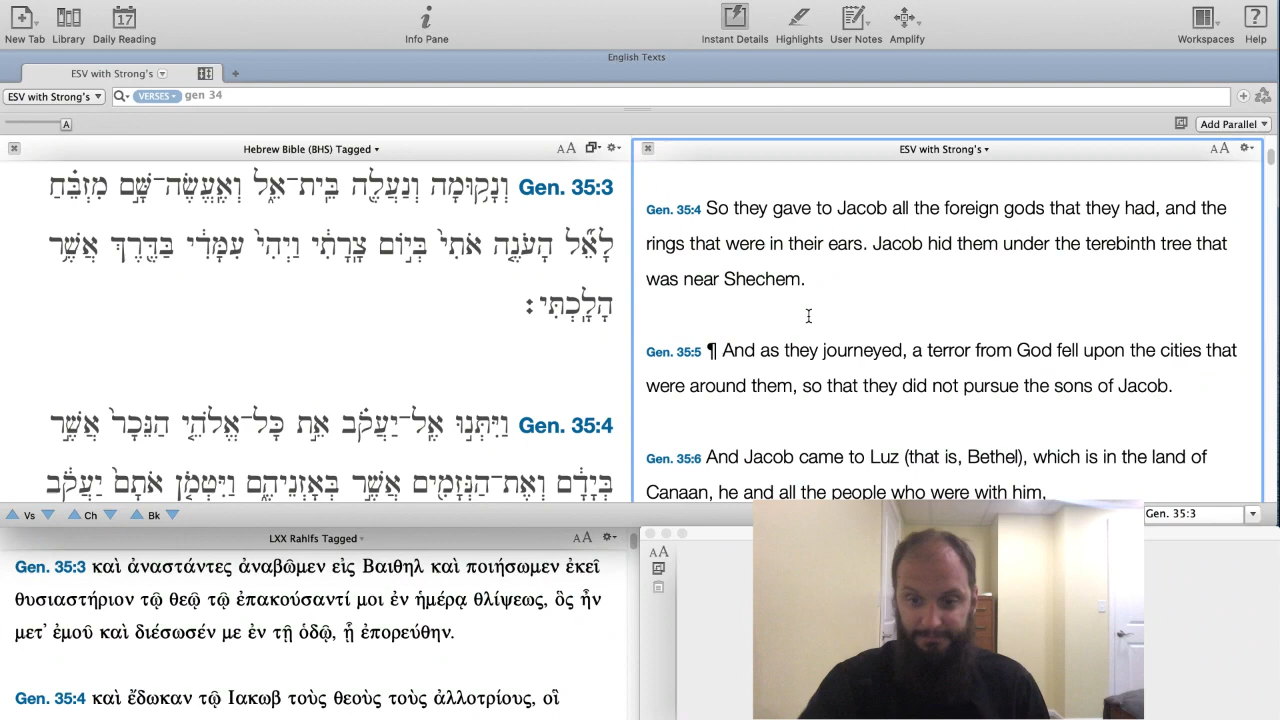 New Tab Library Daily Reading Info Pane Instant Details Highlights User Notes Amplify Workspaces Help
17
English Texts
ESV with Strong's
ESV with Strong's VERSES gen 34
A Add Parallel
Hebrew Bible (BHS) Tagged
Gen. 35:3 וְנָק֥וּמָה וְנַעֲלֶ֖ה בֵּֽית־אֵ֑ל וְאֶֽעֱשֶׂה־שָּׁ֣ם מִזְבֵּ֗חַ
לָאֵ֞ל הָעֹנֶ֤ה אֹתִי֙ בְּי֣וֹם צָֽרָתִ֔י וַיְהִי֙ עִמָּדִ֔י בַּדֶּ֖רֶךְ אֲשֶׁ֥ר
הָלָֽכְתִּי׃
Gen. 35:4 וַיִּתְּנ֣וּ אֶֽל־יַעֲקֹ֗ב אֵ֣ת כָּל־אֱלֹהֵ֤י הַנֵּכָר֙ אֲשֶׁ֣ר
בְּיָדָ֔ם וְאֶת־הַנְּזָמִ֖ים אֲשֶׁ֣ר בְּאָזְנֵיהֶ֑ם וַיִּטְמֹ֤ן אֹתָם֙ יַעֲקֹ֔ב
ESV with Strong's
Gen. 35:4 So they gave to Jacob all the foreign gods that they had, and the
rings that were in their ears. Jacob hid them under the terebinth tree that
was near Shechem.
Gen. 35:5 ¶ And as they journeyed, a terror from God fell upon the cities that
were around them, so that they did not pursue the sons of Jacob.
Gen. 35:6 And Jacob came to Luz (that is, Bethel), which is in the land of
Canaan, he and all the people who were with him,
Vs Ch Bk Gen. 35:3
LXX Rahlfs Tagged
Gen. 35:3 καὶ ἀναστάντες ἀναβῶμεν εἰς Βαιθηλ καὶ ποιήσωμεν ἐκεῖ
θυσιαστήριον τῷ θεῷ τῷ ἐπακούσαντί μοι ἐν ἡμέρᾳ θλίψεως, ὃς ἦν
μετ᾽ ἐμοῦ καὶ διέσωσέν με ἐν τῇ ὁδῷ, ᾗ ἐπορεύθην.
Gen. 35:4 καὶ ἔδωκαν τῷ Ιακωβ τοὺς θεοὺς τοὺς ἀλλοτρίους, οἳ